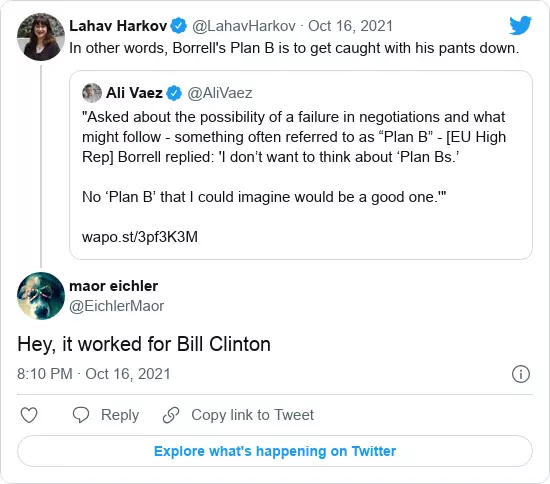 Lahav Harkov @LahavHarkov · Oct 16, 2021
In other words, Borrell's Plan B is to get caught with his pants down.
Ali Vaez @AliVaez
"Asked about the possibility of a failure in negotiations and what
might follow - something often referred to as “Plan B” - [EU High
Rep] Borrell replied: 'I don’t want to think about ‘Plan Bs.’
No ‘Plan B’ that I could imagine would be a good one.'"
wapo.st/3pf3K3M
maor eichler
@EichlerMaor
Hey, it worked for Bill Clinton
8:10 PM · Oct 16, 2021
Reply Copy link to Tweet
Explore what's happening on Twitter